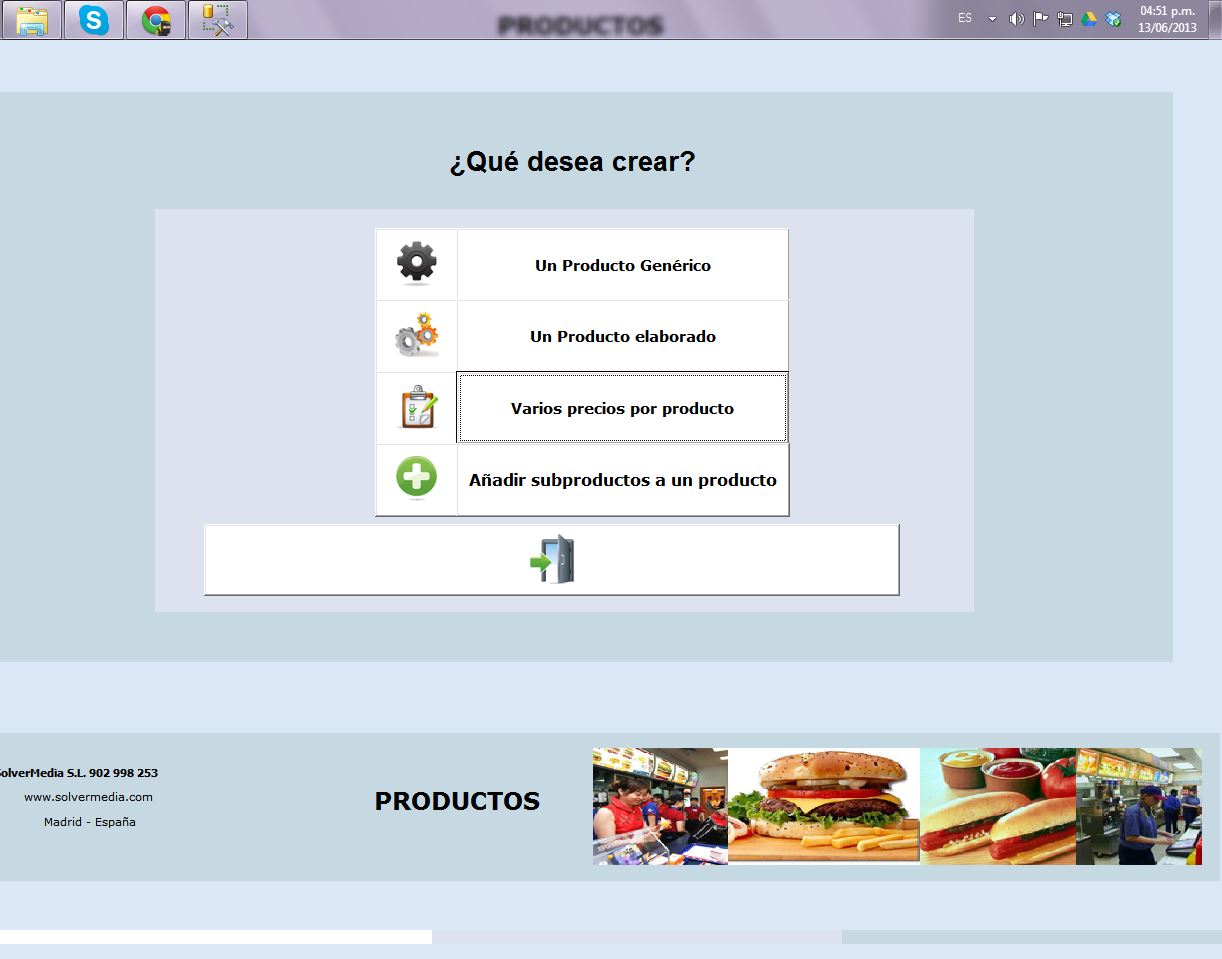 PRODUCTOS
ES
04:51 p.m.
13/06/2013
¿Qué desea crear?
Un Producto Genérico
Un Producto elaborado
Varios precios por producto
Añadir subproductos a un producto
SolverMedia S.L. 902 998 253
www.solvermedia.com
Madrid - España
PRODUCTOS